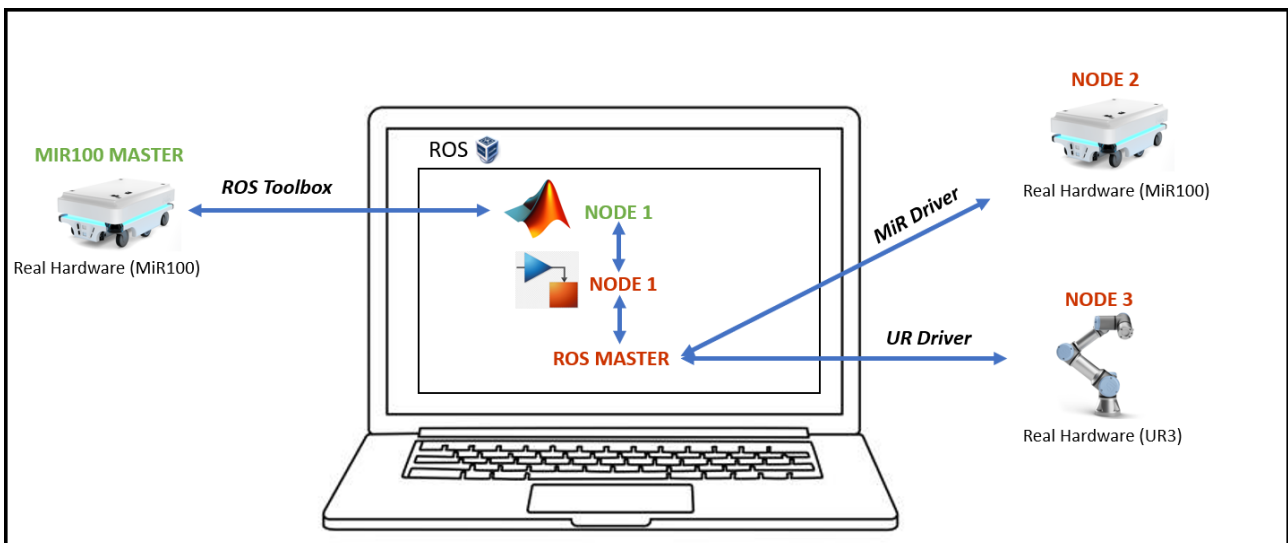 MIR100 MASTER
Real Hardware (MiR100)
ROS Toolbox
ROS
NODE 1
NODE 1
ROS MASTER
MiR Driver
UR Driver
NODE 2
Real Hardware (MiR100)
NODE 3
Real Hardware (UR3)